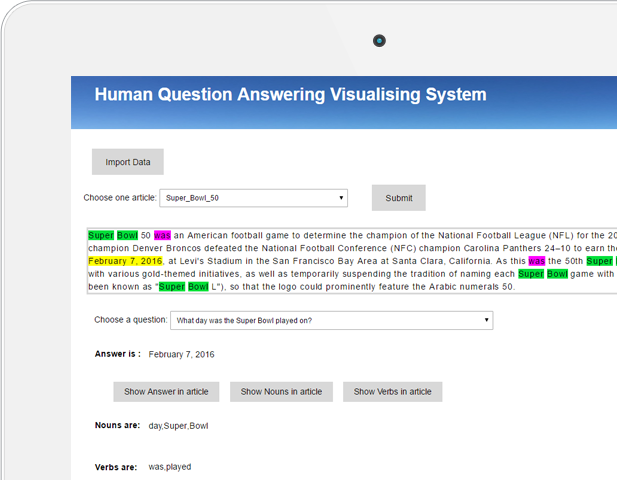 Human Question Answering Visualising System
Import Data
Choose one article: Super_Bowl_50 Submit
Super Bowl 50 was an American football game to determine the champion of the National Football League (NFL) for the 20
champion Denver Broncos defeated the National Football Conference (NFC) champion Carolina Panthers 24–10 to earn the
February 7, 2016, at Levi's Stadium in the San Francisco Bay Area at Santa Clara, California. As this was the 50th Super
with various gold-themed initiatives, as well as temporarily suspending the tradition of naming each Super Bowl game with
been known as "Super Bowl L"), so that the logo could prominently feature the Arabic numerals 50.
Choose a question: What day was the Super Bowl played on?
Answer is : February 7, 2016
Show Answer in article Show Nouns in article Show Verbs in article
Nouns are: day,Super,Bowl
Verbs are: was,played